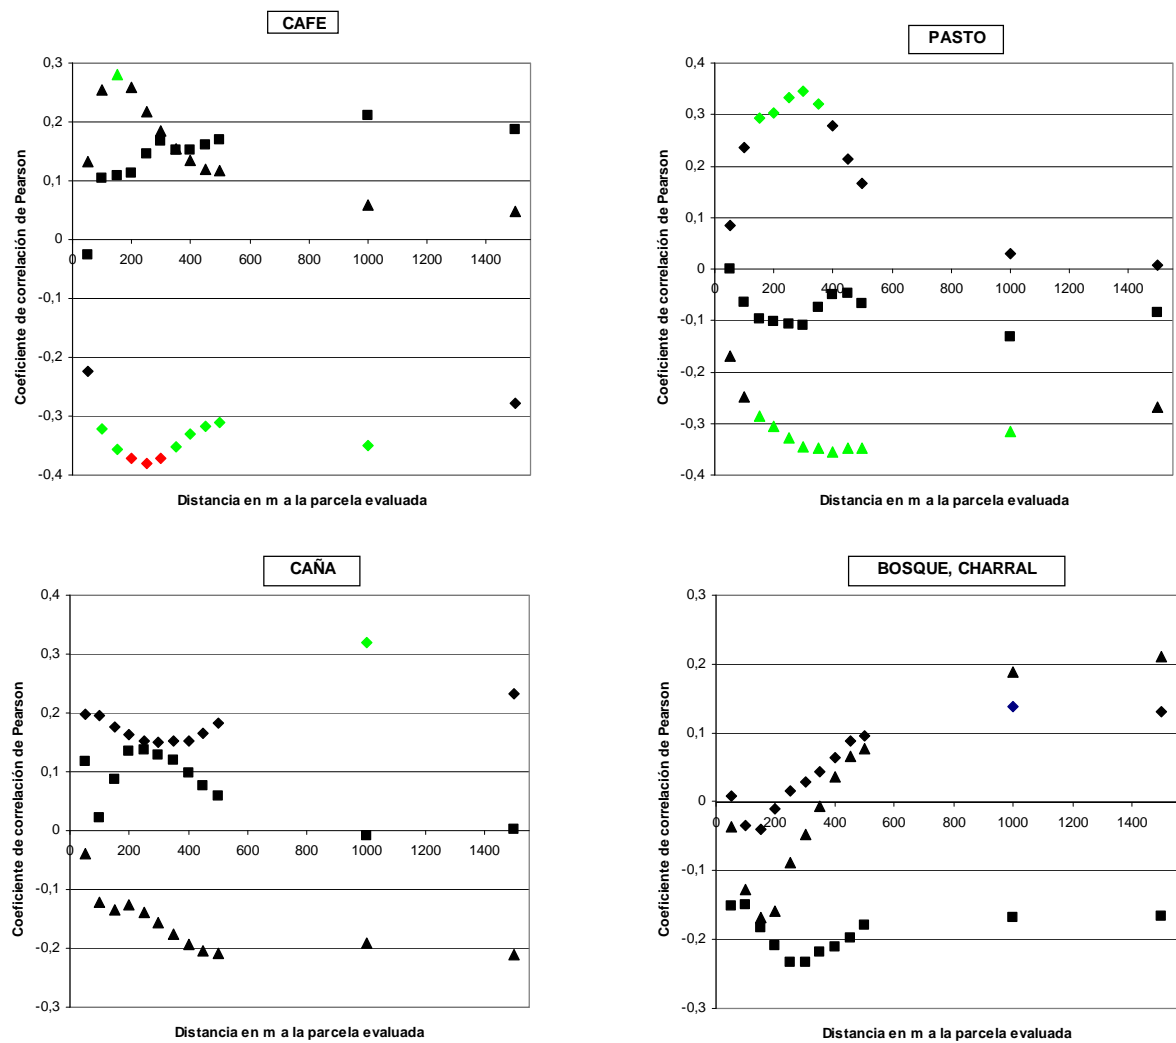 CAFE
0,3
0,2
0,1
0
-0,1
-0,2
-0,3
-0,4
0 200 400 600 800 1000 1200 1400
Coeficiente de correlación de Pearson
Distancia en m a la parcela evaluada
PASTO
0,4
0,3
0,2
0,1
0
-0,1
-0,2
-0,3
-0,4
0 200 400 600 800 1000 1200 1400
Coeficiente de correlación de Pearson
Distancia en m a la parcela evaluada
CAÑA
0,4
0,3
0,2
0,1
0
-0,1
-0,2
-0,3
0 200 400 600 800 1000 1200 1400
Coeficiente de correlación de Pearson
Distancia en m a la parcela evaluada
BOSQUE, CHARRAL
0,3
0,2
0,1
0
-0,1
-0,2
-0,3
0 200 400 600 800 1000 1200 1400
Coeficiente de correlación de Pearson
Distancia en m a la parcela evaluada